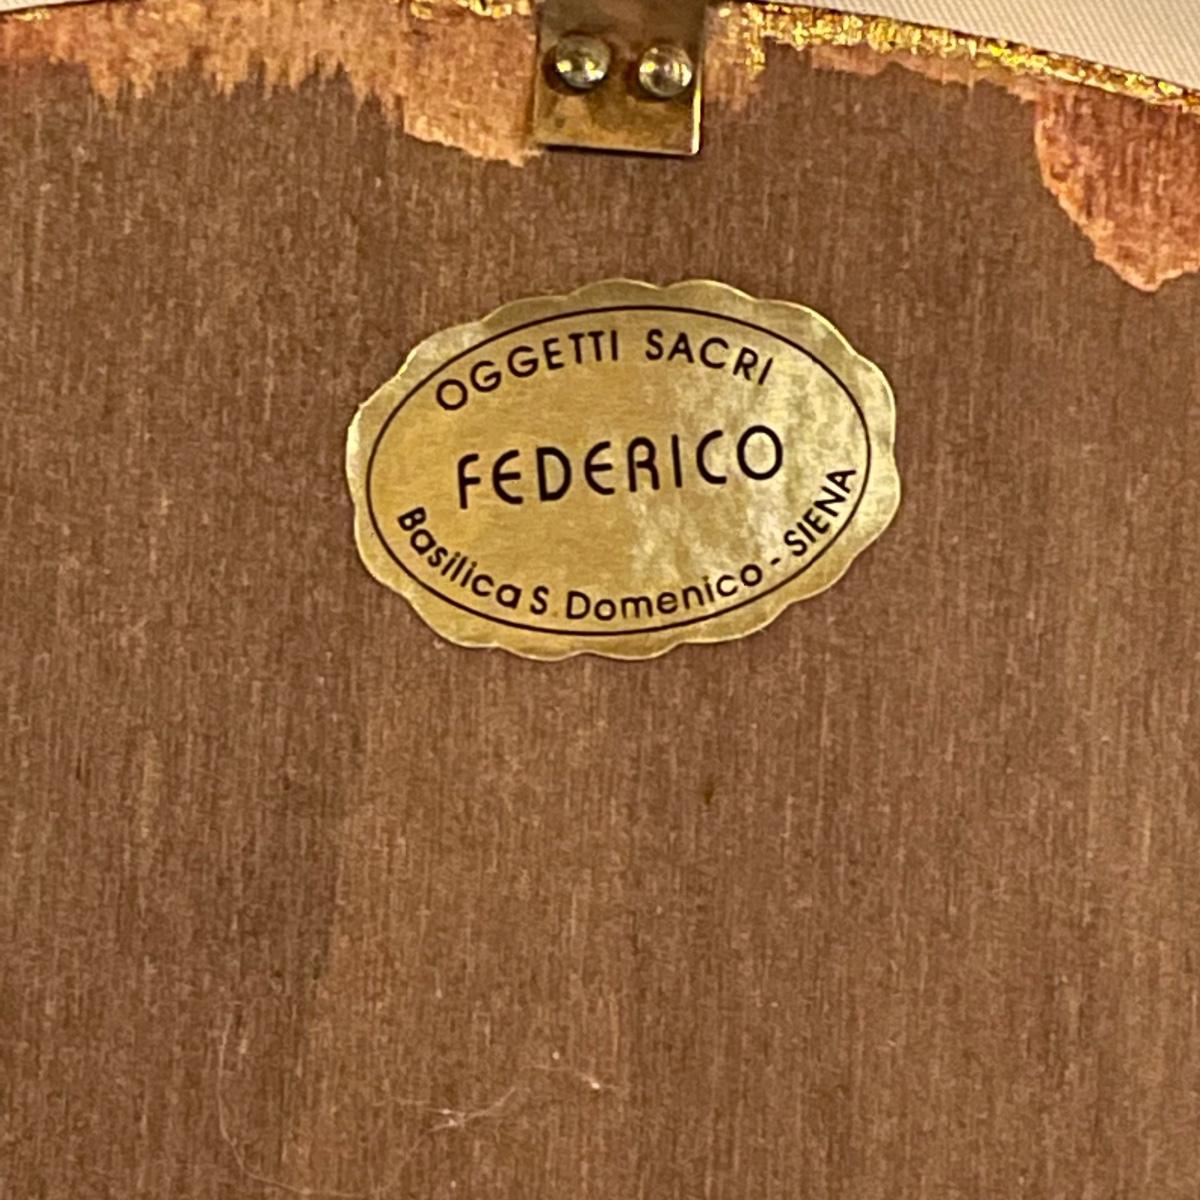 OGGETTI SACRI
FEDERICO
Basilica S. Domenico - SIENA